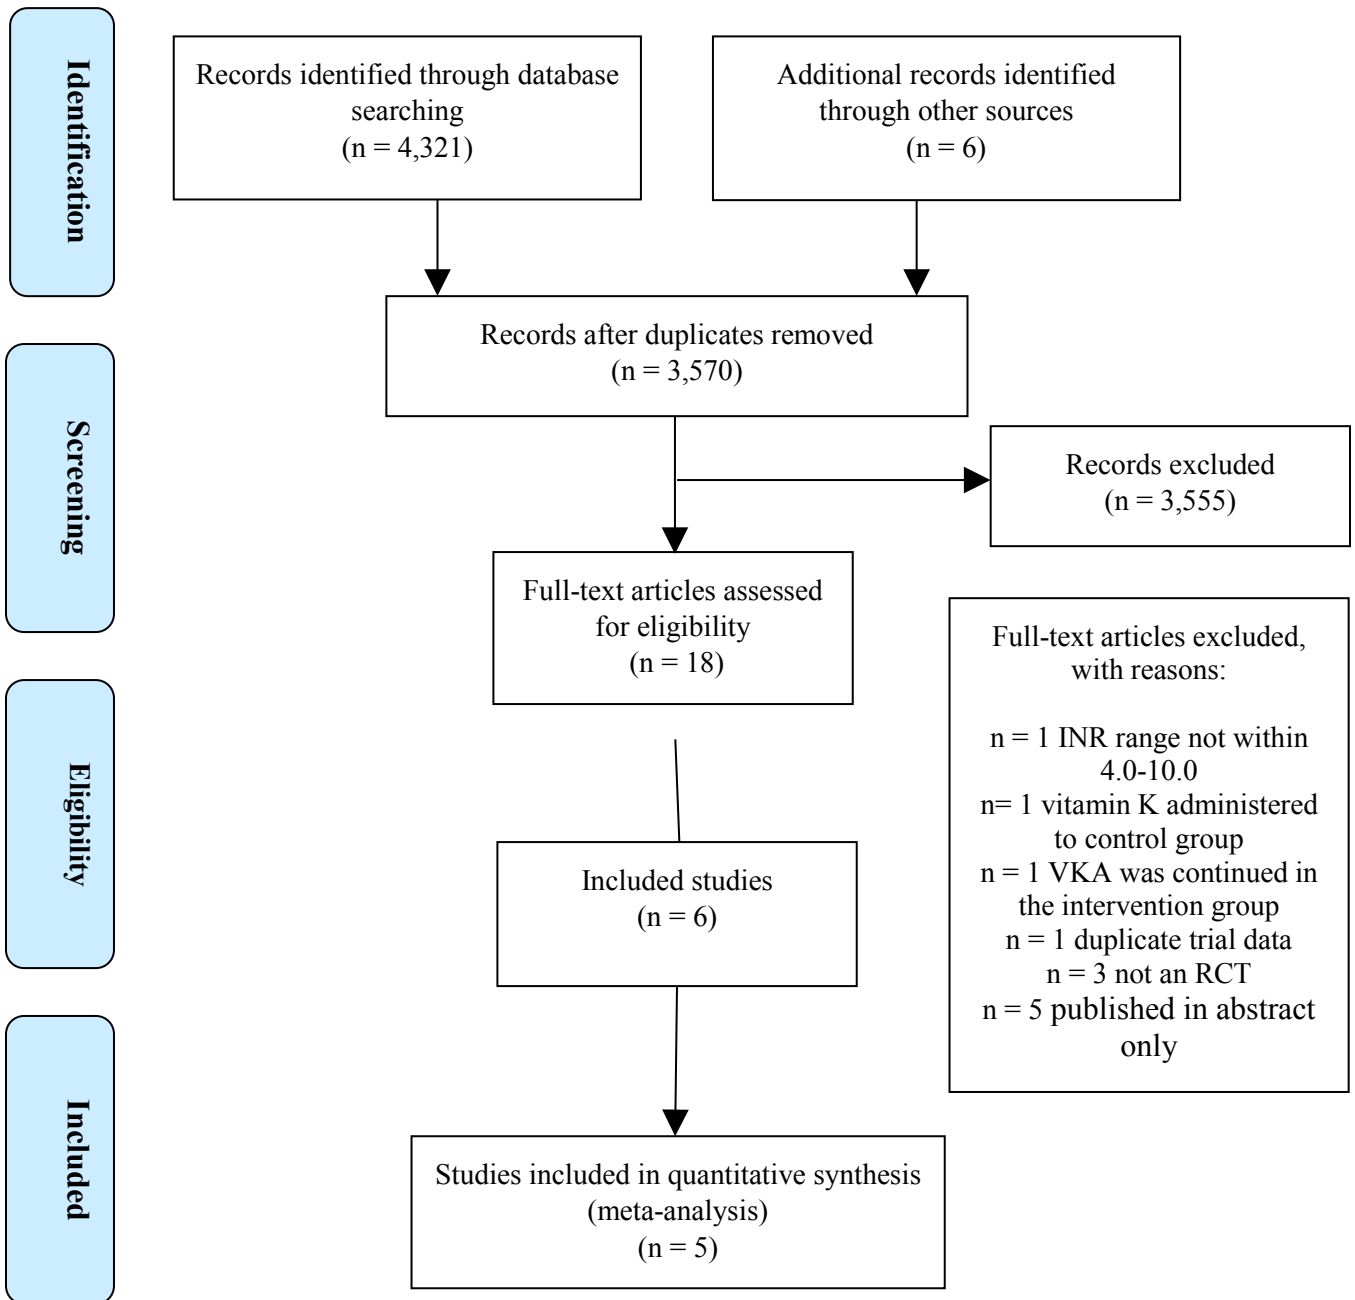 Identification
Records identified through database
searching
(n = 4,321)
Additional records identified
through other sources
(n = 6)
Records after duplicates removed
(n = 3,570)
Screening
Records excluded
(n = 3,555)
Full-text articles assessed
for eligibility
(n = 18)
Full-text articles excluded,
with reasons:
n = 1 INR range not within
4.0-10.0
n= 1 vitamin K administered
to control group
n = 1 VKA was continued in
the intervention group
n = 1 duplicate trial data
n = 3 not an RCT
n = 5 published in abstract
only
Eligibility
Included studies
(n = 6)
Included
Studies included in quantitative synthesis
(meta-analysis)
(n = 5)